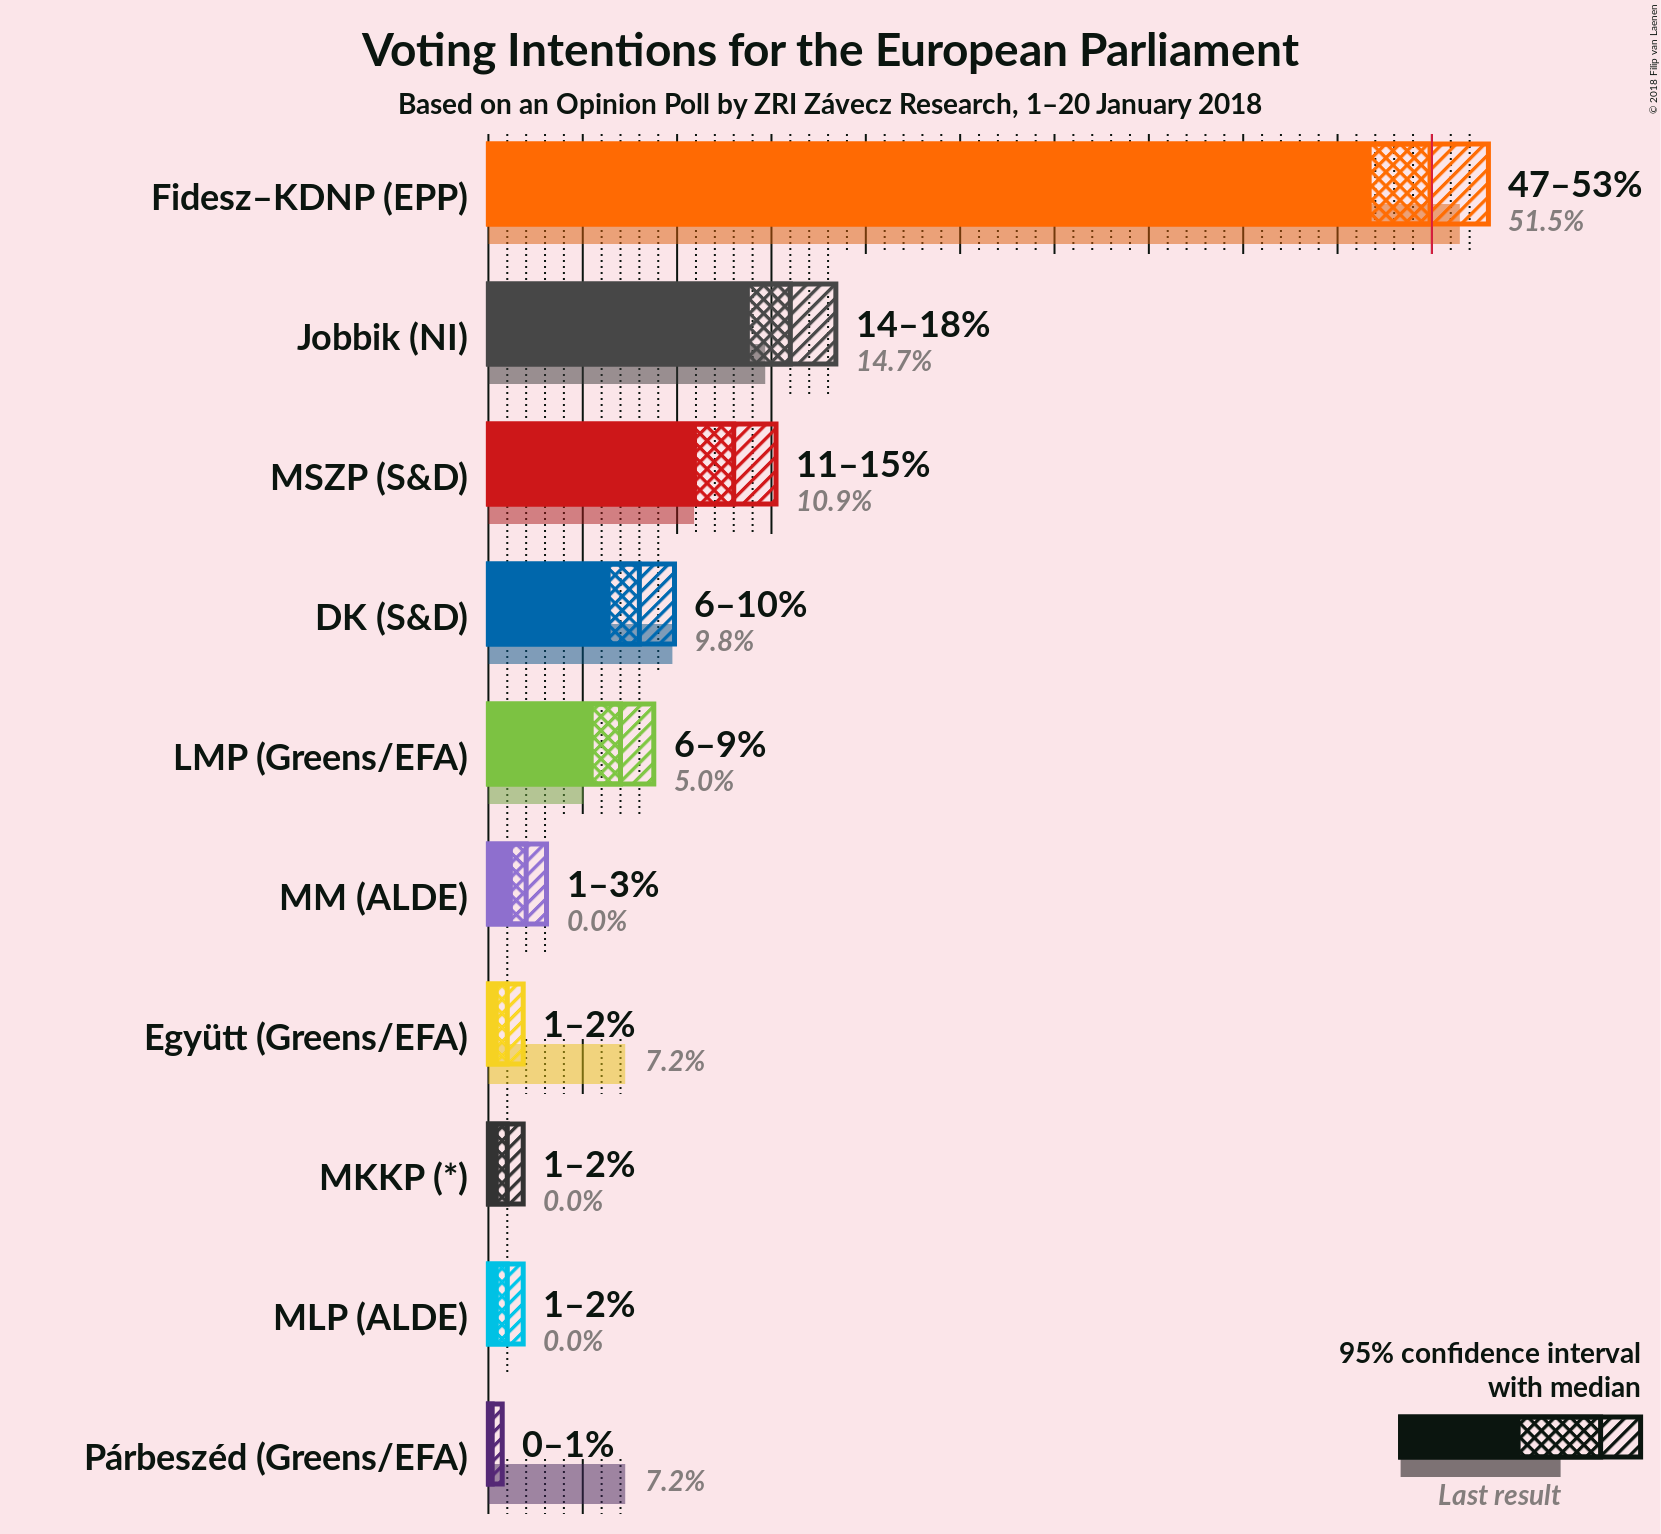 Voting Intentions for the European Parliament
Based on an Opinion Poll by ZRI Závecz Research, 1–20 January 2018
© 2018 Filip van Laenen
Fidesz–KDNP (EPP)
47–53%
51.5%
Jobbik (NI)
14–18%
14.7%
MSZP (S&D)
11–15%
10.9%
DK (S&D)
6–10%
9.8%
LMP (Greens/EFA)
6–9%
5.0%
MM (ALDE)
1–3%
0.0%
Együtt (Greens/EFA)
1–2%
7.2%
MKKP (*)
1–2%
0.0%
MLP (ALDE)
1–2%
0.0%
Párbeszéd (Greens/EFA)
0–1%
7.2%
95% confidence interval
with median
Last result